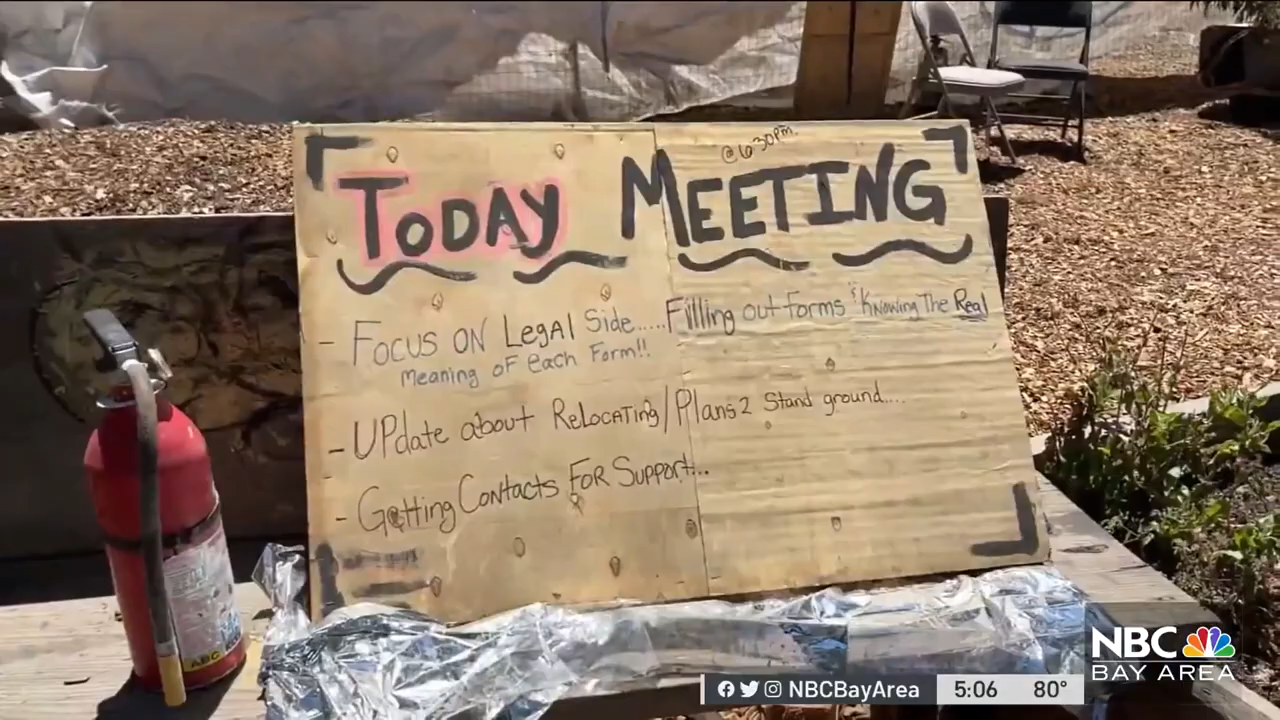 @ 6:30pm.
TODAY MEETING
- FOCUS ON LEGAL Side.....Filling out forms & Knowing The Real
Meaning of Each Form!!
- UPdate about ReLOCATING/Plans 2 Stand ground....
- Getting Contacts FOR Support...
ABC
NBC
BAY AREA
NBCBayArea 5:06 80°